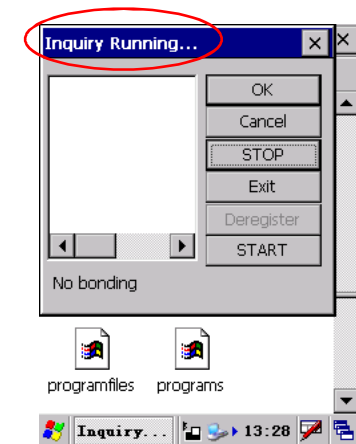 Inquiry Running...
OK
Cancel
STOP
Exit
Deregister
START
No bonding
programfiles programs
Inquiry... 13:28